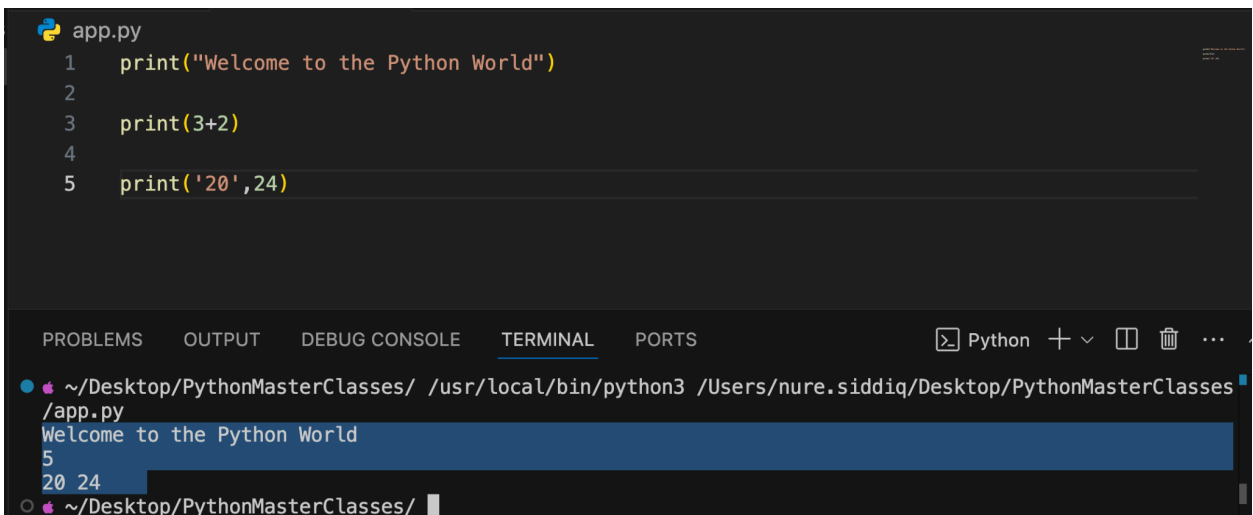 app.py
1 print("Welcome to the Python World")
2
3 print(3+2)
4
5 print('20',24)
PROBLEMS OUTPUT DEBUG CONSOLE TERMINAL PORTS Python
~/Desktop/PythonMasterClasses/ /usr/local/bin/python3 /Users/nure.siddiq/Desktop/PythonMasterClasses
/app.py
Welcome to the Python World
5
20 24
~/Desktop/PythonMasterClasses/